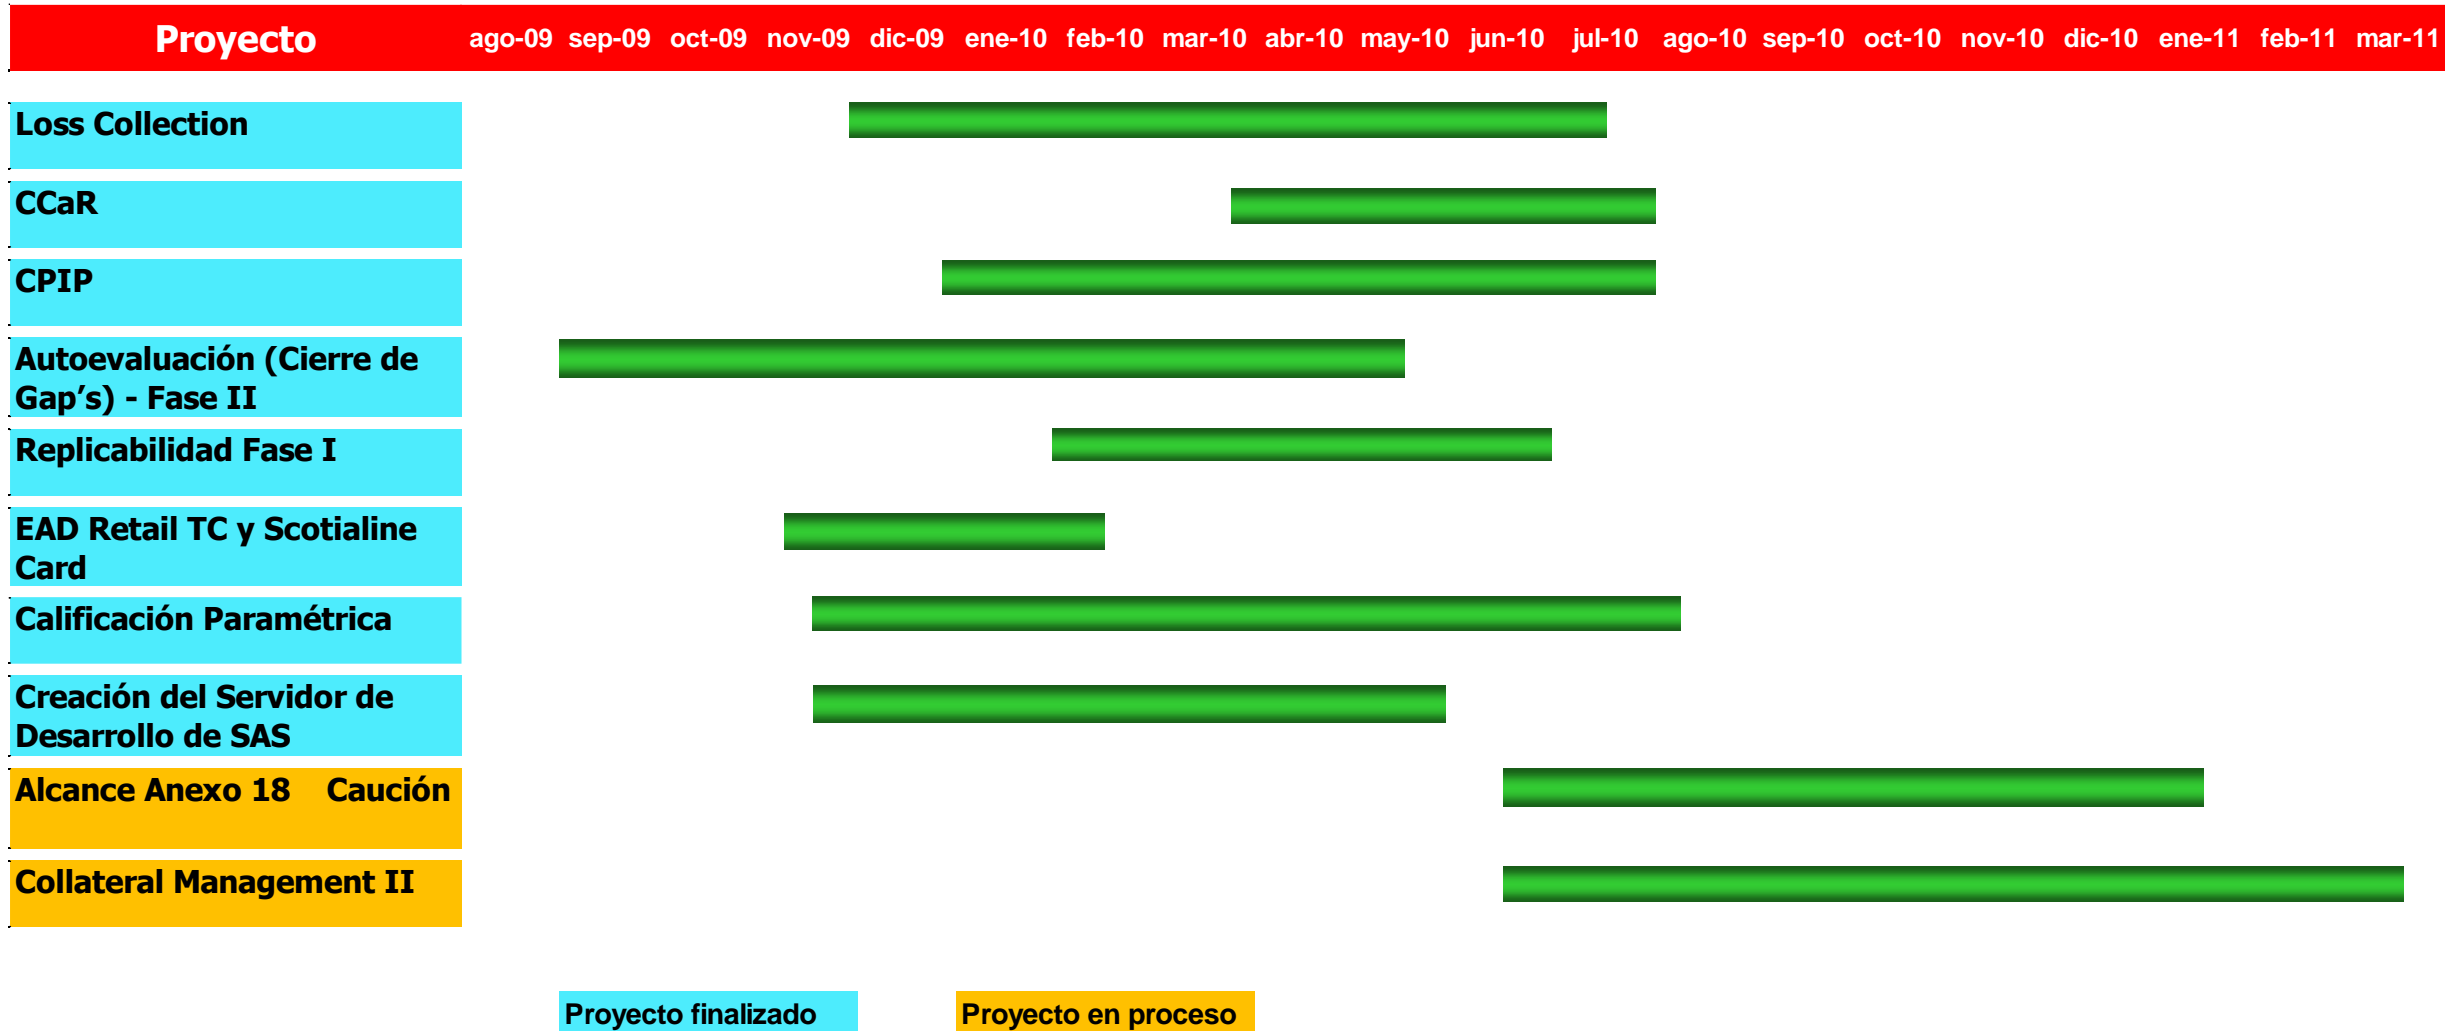 Proyecto ago-09 sep-09 oct-09 nov-09 dic-09 ene-10 feb-10 mar-10 abr-10 may-10 jun-10 jul-10 ago-10 sep-10 oct-10 nov-10 dic-10 ene-11 feb-11 mar-11
Loss Collection
CCaR
CPIP
Autoevaluación (Cierre de
Gap’s) - Fase II
Replicabilidad Fase I
EAD Retail TC y Scotialine
Card
Calificación Paramétrica
Creación del Servidor de
Desarrollo de SAS
Alcance Anexo 18 Caución
Collateral Management II
Proyecto finalizado Proyecto en proceso